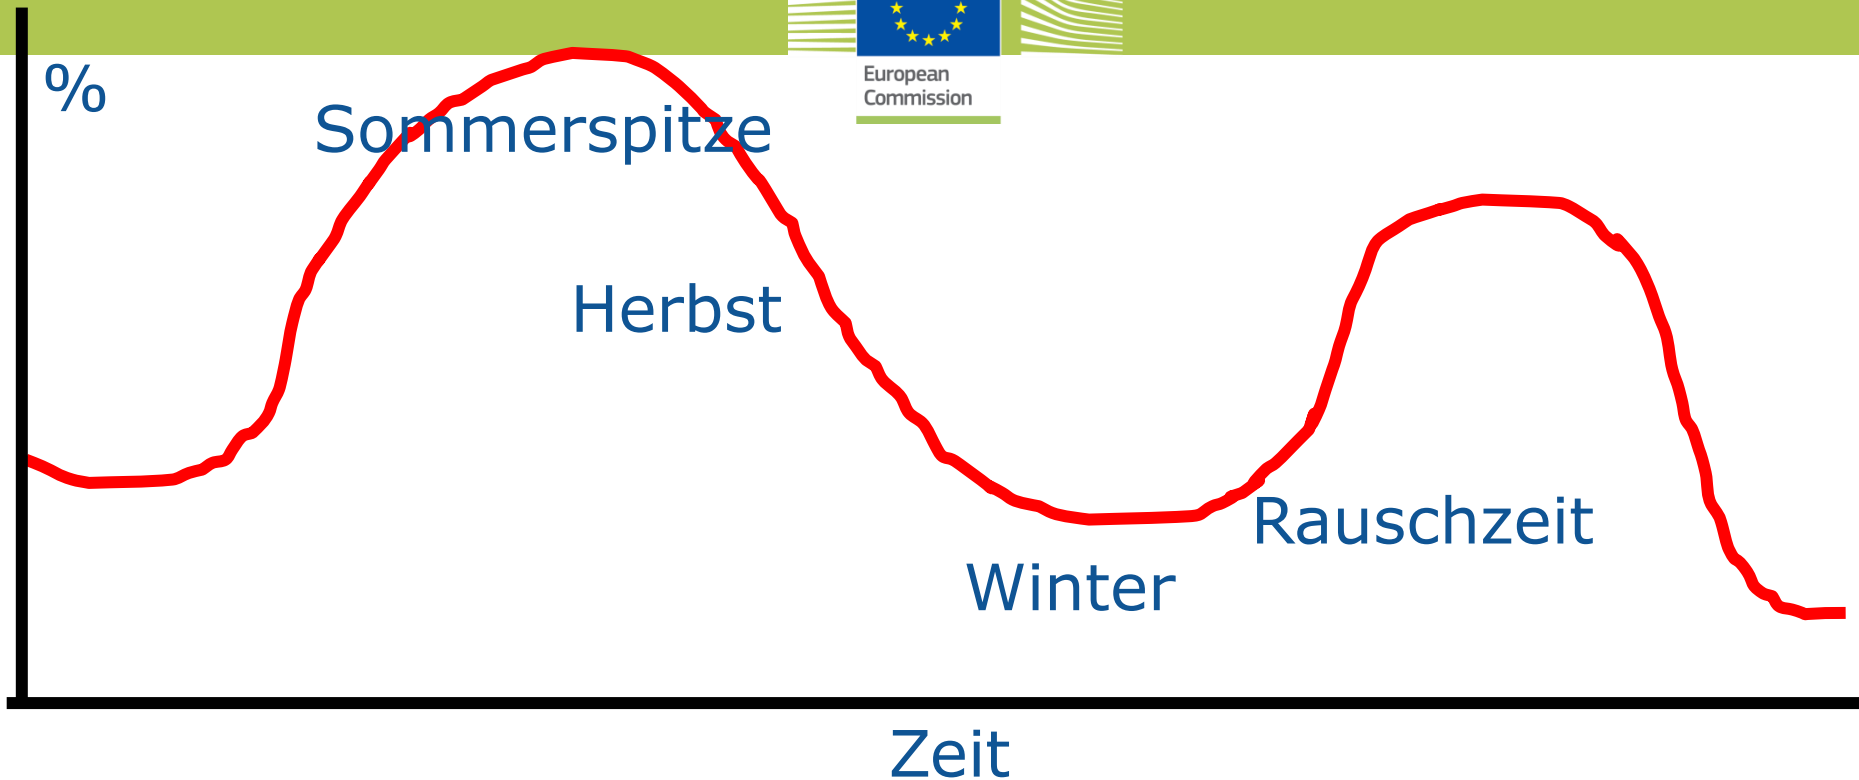 %
European
Commission
Sommerspitze
Herbst
Rauschzeit
Winter
Zeit